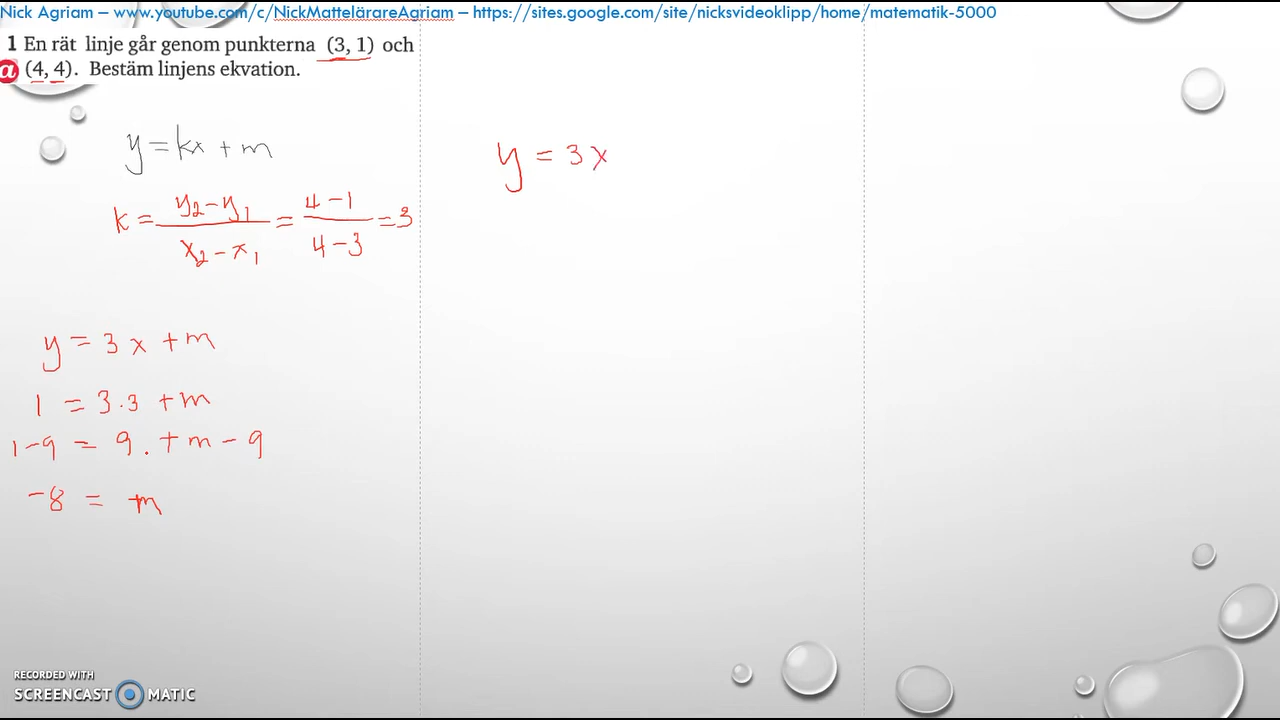 Nick Agriam – www.youtube.com/c/NickMattelärareAgriam – https://sites.google.com/site/nicksvideoklipp/home/matematik-5000
1 En rät linje går genom punkterna (3, 1) och
a (4, 4). Bestäm linjens ekvation.
y = kx + m
k = y₂ - y₁ / x₂ - x₁ = 4 - 1 / 4 - 3 = 3
y = 3x + m
1 = 3.3 + m
1 - 9 = 9. + m - 9
-8 = m
y = 3x
RECORDED WITH
SCREENCAST MATIC